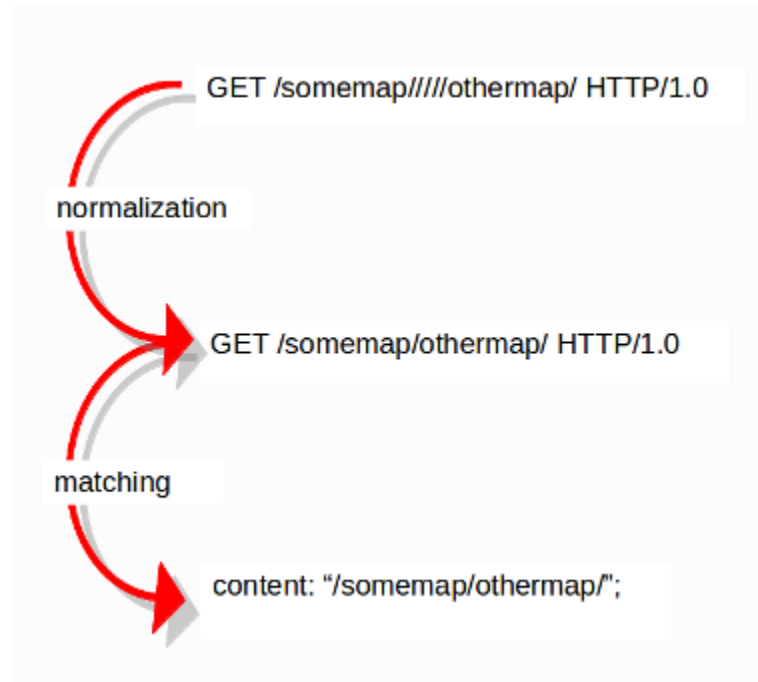 GET /somemap/////othermap/ HTTP/1.0
normalization
GET /somemap/othermap/ HTTP/1.0
matching
content: “/somemap/othermap/”;